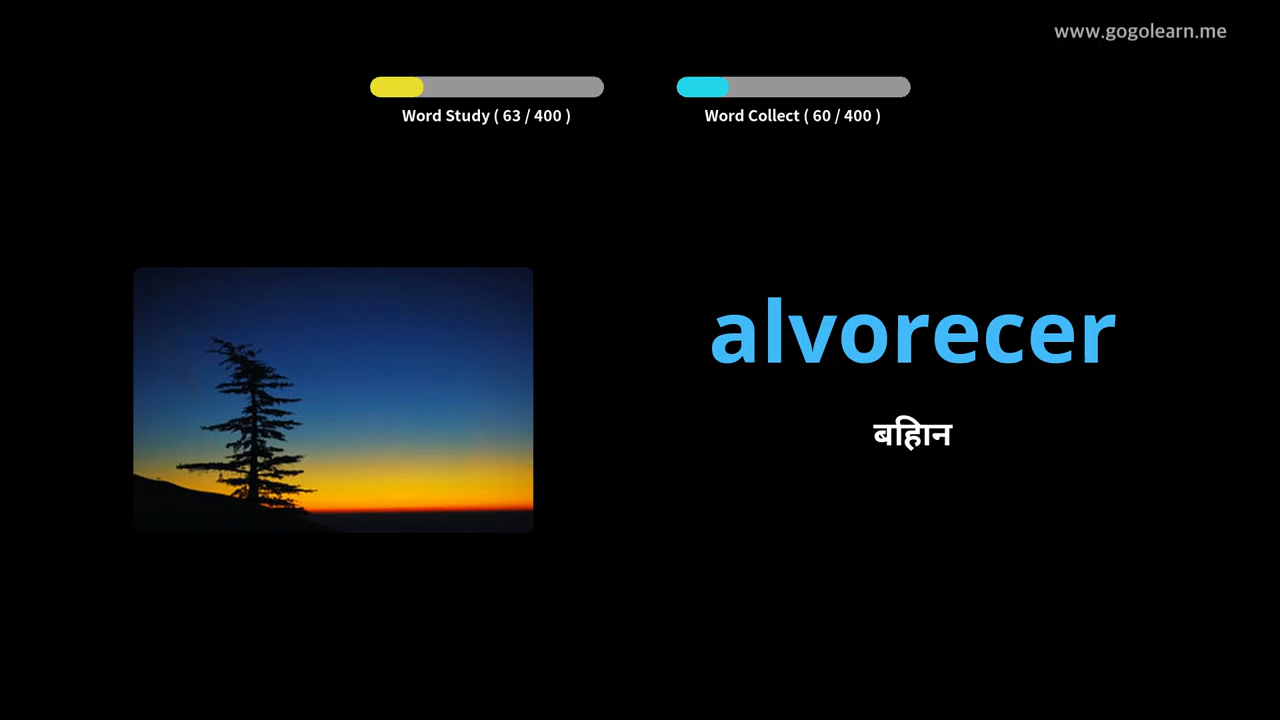 www.gogolearn.me
Word Study ( 63 / 400 )
Word Collect ( 60 / 400 )
alvorecer
बहिान